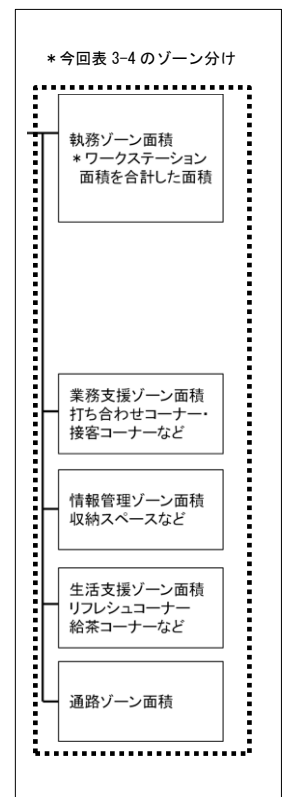 ＊今回表 3-4 のゾーン分け
執務ゾーン面積
＊ワークステーション
面積を合計した面積
業務支援ゾーン面積
打ち合わせコーナー・
接客コーナーなど
情報管理ゾーン面積
収納スペースなど
生活支援ゾーン面積
リフレシュコーナー
給茶コーナーなど
通路ゾーン面積